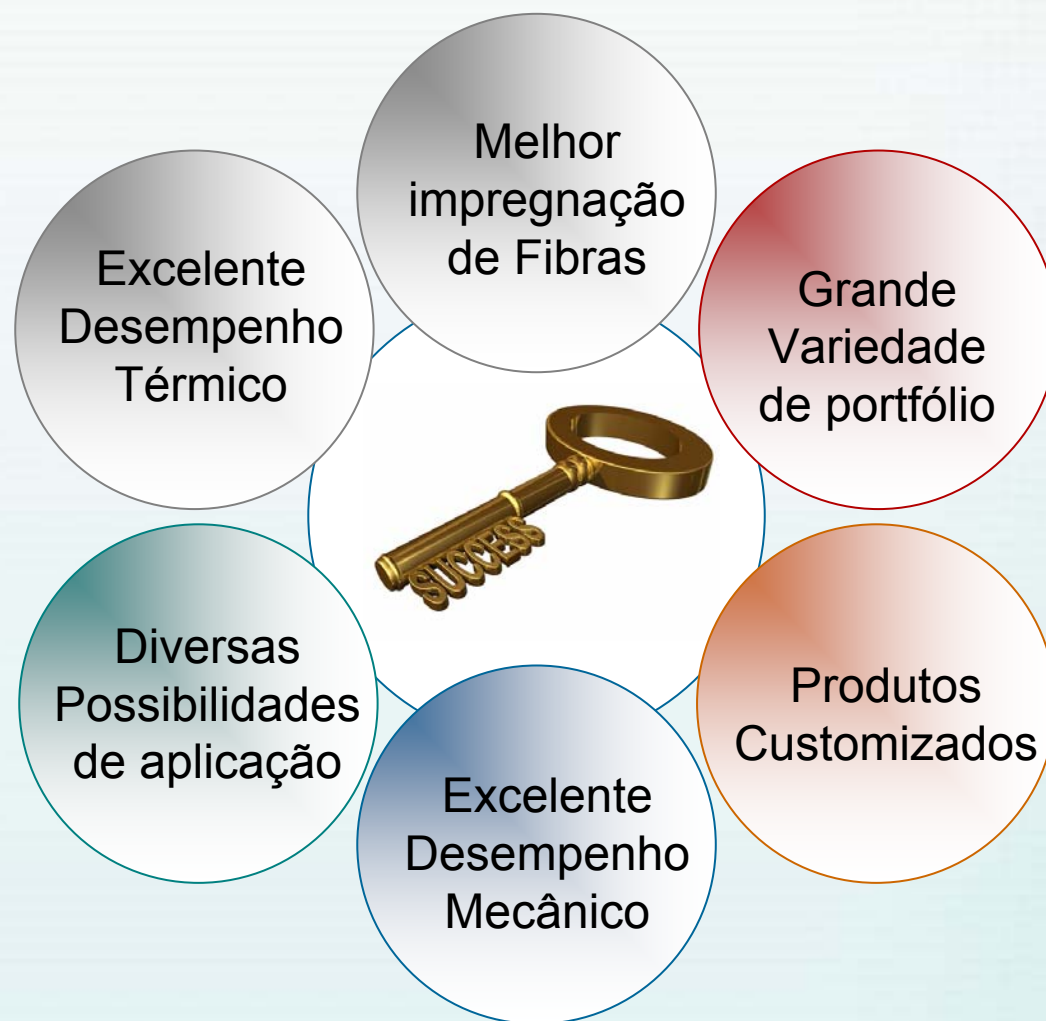 Melhor
impregnação
de Fibras
Excelente
Desempenho
Térmico
Grande
Variedade
de portfólio
SUCCESS
Diversas
Possibilidades
de aplicação
Produtos
Customizados
Excelente
Desempenho
Mecânico